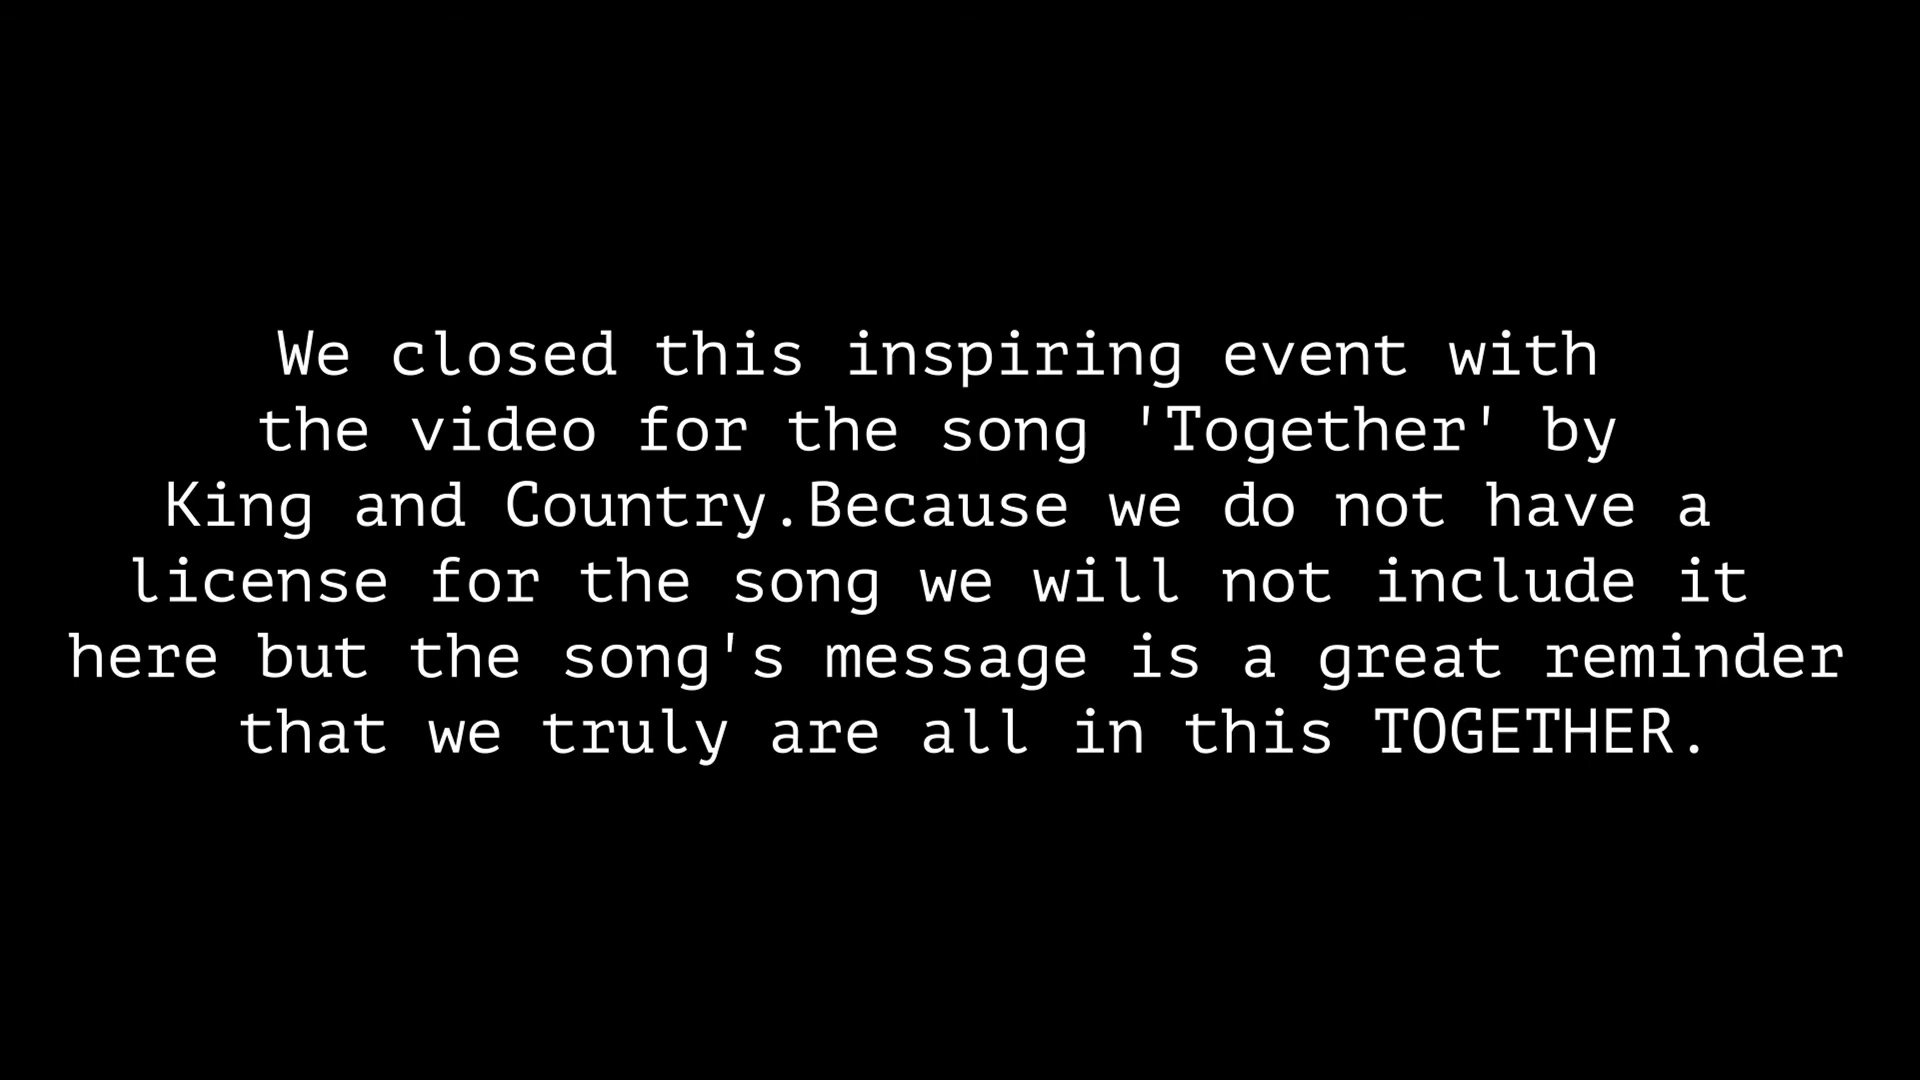 We closed this inspiring event with
the video for the song 'Together' by
King and Country.Because we do not have a
license for the song we will not include it
here but the song's message is a great reminder
that we truly are all in this TOGETHER.